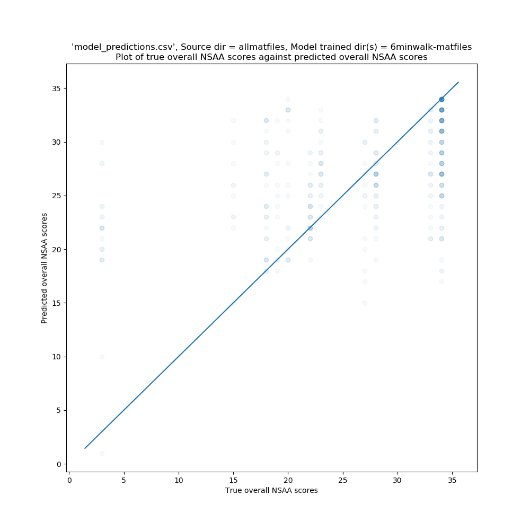 'model_predictions.csv', Source dir = allmatfiles, Model trained dir(s) = 6minwalk-matfiles
Plot of true overall NSAA scores against predicted overall NSAA scores
35
30
25
20
15
10
5
0
Predicted overall NSAA scores
0 5 10 15 20 25 30 35
True overall NSAA scores